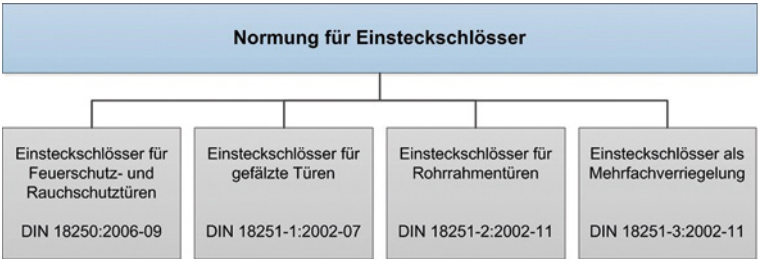 Normung für Einsteckschlösser
Einsteckschlösser für
Feuerschutz- und
Rauchschutztüren
DIN 18250:2006-09
Einsteckschlösser für
gefälzte Türen
DIN 18251-1:2002-07
Einsteckschlösser für
Rohrrahmentüren
DIN 18251-2:2002-11
Einsteckschlösser als
Mehrfachverriegelung
DIN 18251-3:2002-11